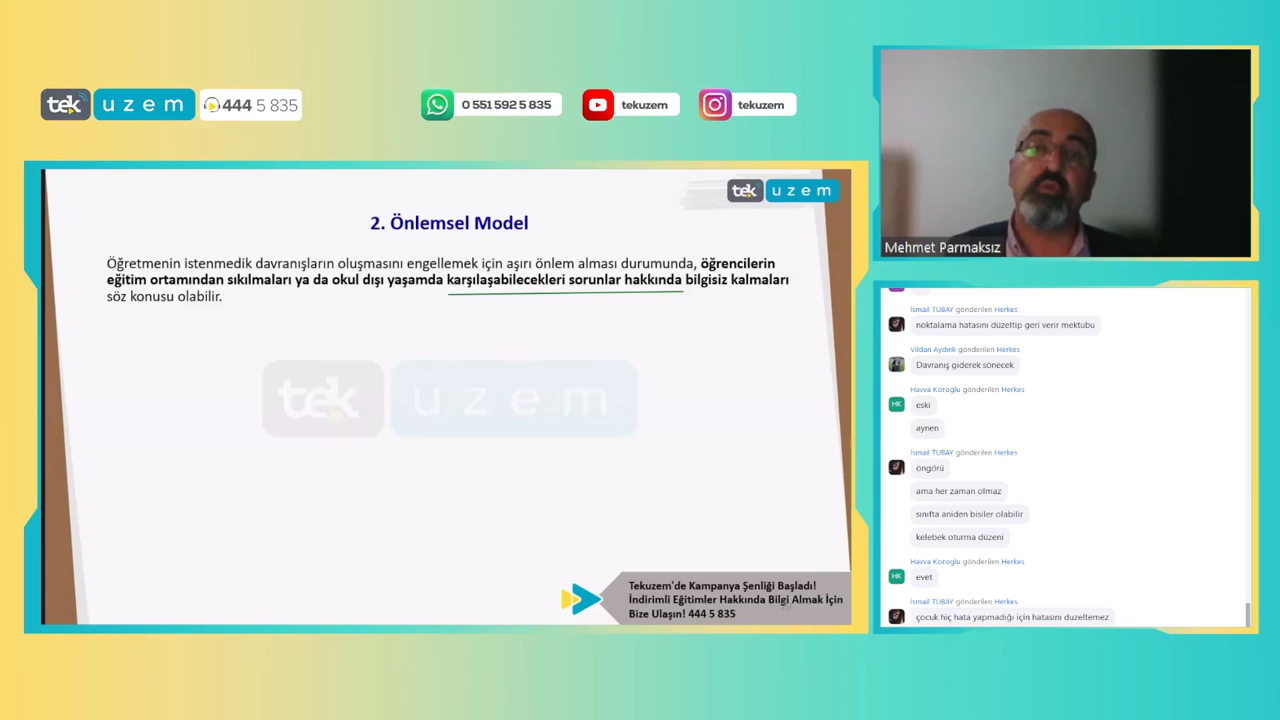 tek uzem 444 5 835
0 551 592 5 835
tekuzem
tekuzem
tek uzem
2. Önlemsel Model
Öğretmenin istenmedik davranışların oluşmasını engellemek için aşırı önlem alması durumunda, öğrencilerin
eğitim ortamından sıkılmaları ya da okul dışı yaşamda karşılaşabilecekleri sorunlar hakkında bilgisiz kalmaları
söz konusu olabilir.
tek uzem
Tekuzem'de Kampanya Şenliği Başladı!
İndirimli Eğitimler Hakkında Bilgi Almak İçin
Bize Ulaşın! 444 5 835
Mehmet Parmaksız
İsmail TUBAY gönderilen Herkes
noktalama hatasını düzeltip geri verir mektubu
Vildan Aydınlı gönderilen Herkes
Davranış giderek sönecek
Havva Koroglu gönderilen Herkes
HK eski
aynen
İsmail TUBAY gönderilen Herkes
öngörü
ama her zaman olmaz
sınıfta aniden bisiler olabilir
kelebek oturma düzeni
Havva Koroglu gönderilen Herkes
HK evet
İsmail TUBAY gönderilen Herkes
çocuk hiç hata yapmadığı için hatasını duzeltemez